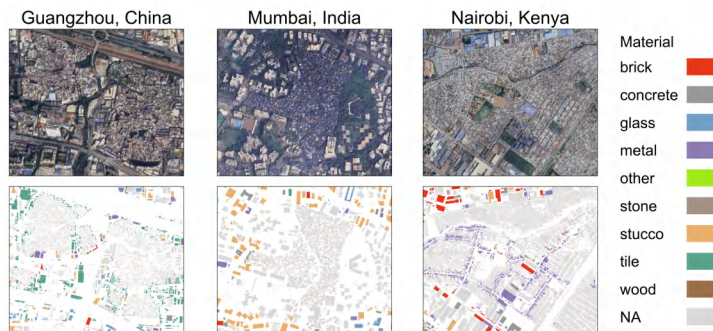 Guangzhou, China
Mumbai, India
Nairobi, Kenya
Material
brick
concrete
glass
metal
other
stone
stucco
tile
wood
NA